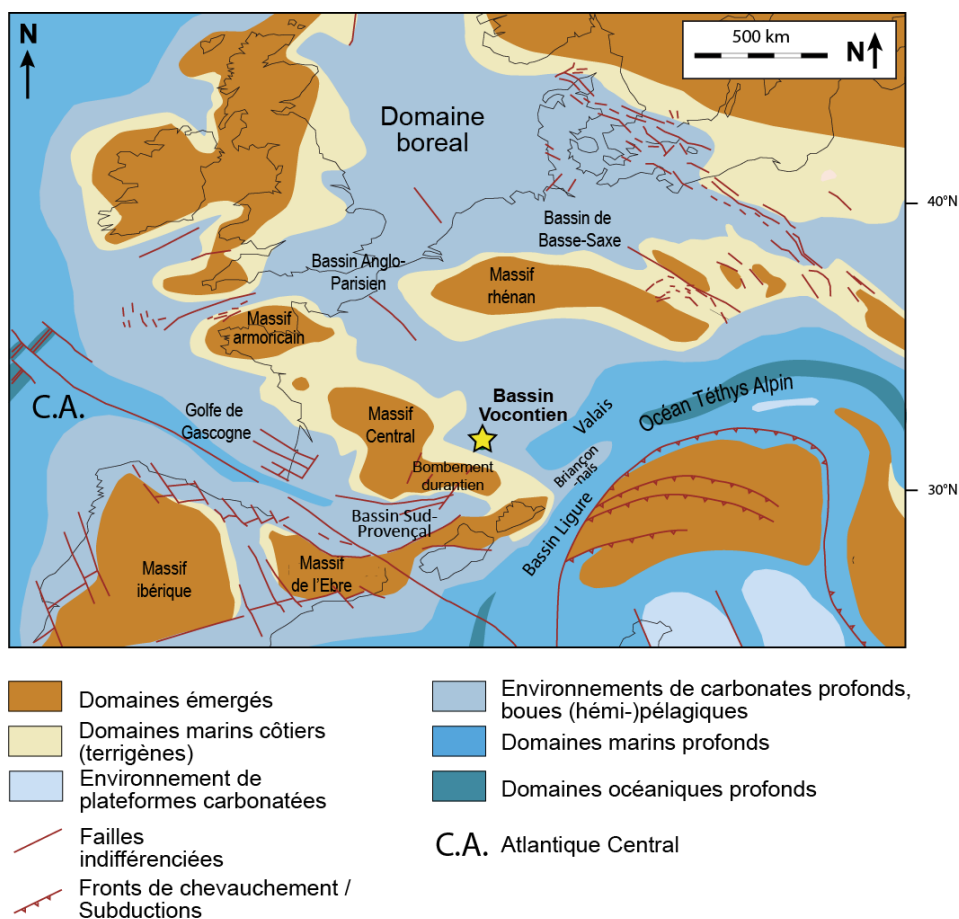 N
500 km
N
Domaine
boreal
40°N
Bassin de
Basse-Saxe
Bassin Anglo-
Parisien
Massif
rhénan
Massif
armoricain
C.A.
Golfe de
Gascogne
Massif
Central
Bassin
Vocontien
Valais
Océan Téthys Alpin
Bombement
durantien
Briançon
-nais
30°N
Bassin Sud-
Provençal
Bassin Ligure
Massif
ibérique
Massif
de l'Ebre
Domaines émergés
Domaines marins côtiers
(terrigènes)
Environnement de
plateformes carbonatées
Failles
indifférenciées
Fronts de chevauchement /
Subductions
Environnements de carbonates profonds,
boues (hémi-)pélagiques
Domaines marins profonds
Domaines océaniques profonds
C.A. Atlantique Central